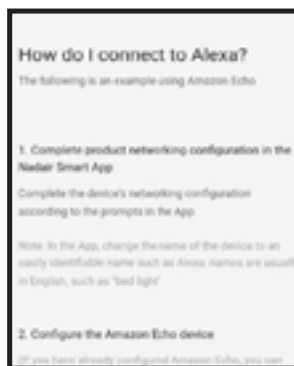 How do I connect to Alexa?
The following is an example using Amazon Echo
1. Complete product networking configuration in the
Nadair Smart App
Complete the device's networking configuration
according to the prompts in the App
Note: In the App, change the name of the device to an
easily identifiable name such as Alexa; names are usuall
in English, such as "bed light"
2. Configure the Amazon Echo device
(If you have already configured Amazon Echo, you can